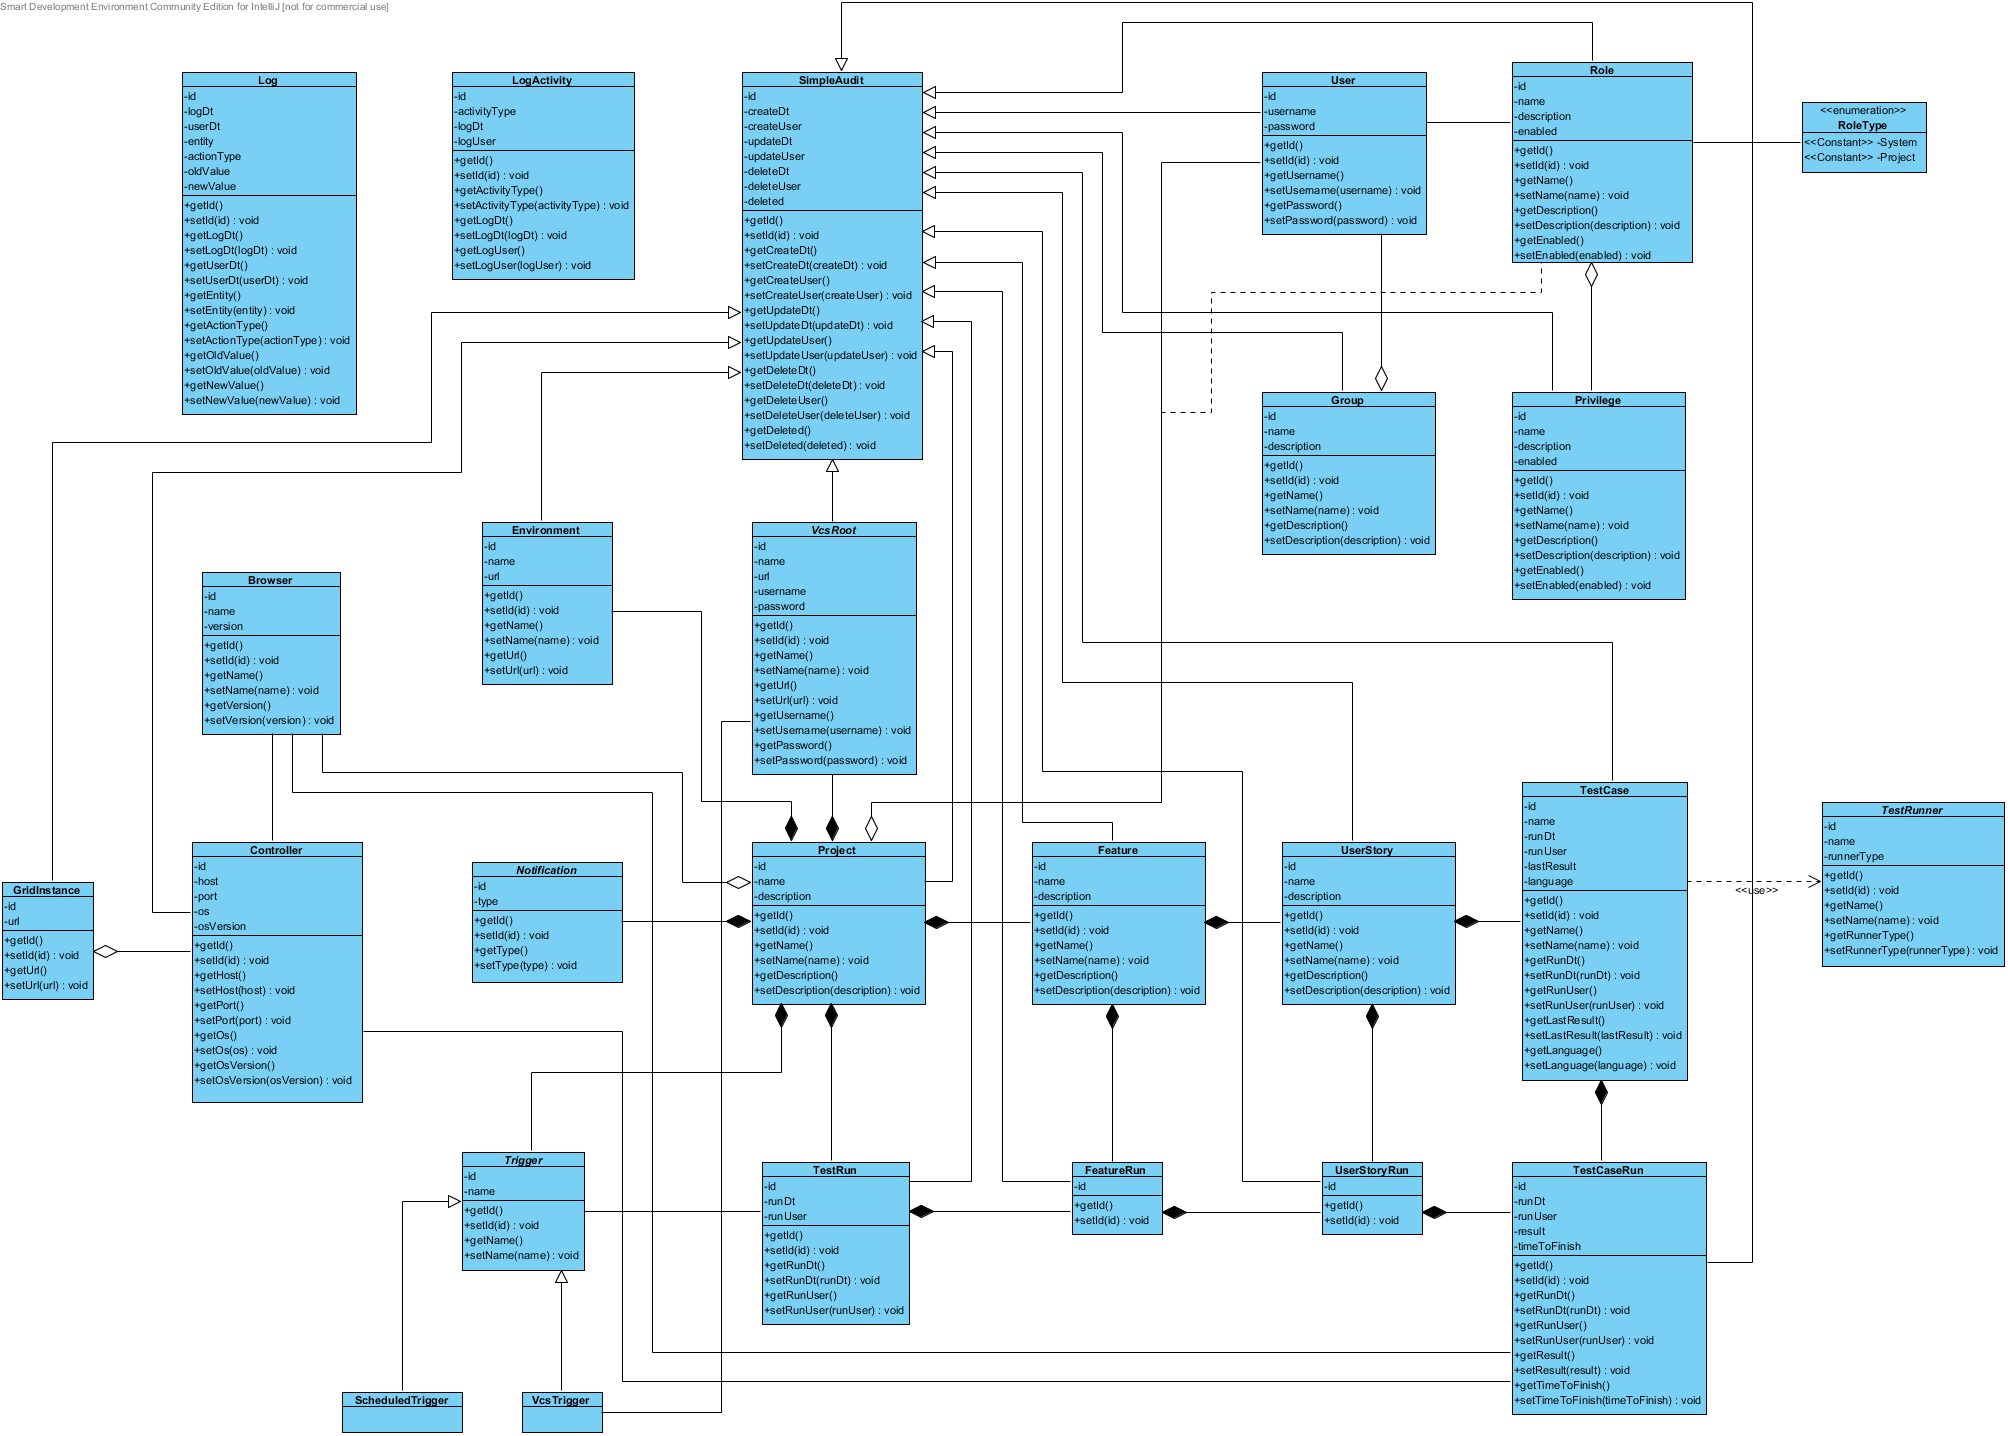 Smart Development Environment Community Edition for IntelliJ [not for commercial use]
Log
-id
-logDt
-userDt
-entity
-actionType
-oldValue
-newValue
+getId()
+setId(id) : void
+getLogDt()
+setLogDt(logDt) : void
+getUserDt()
+setUserDt(userDt) : void
+getEntity()
+setEntity(entity) : void
+getActionType()
+setActionType(actionType) : void
+getOldValue()
+setOldValue(oldValue) : void
+getNewValue()
+setNewValue(newValue) : void
LogActivity
-id
-activityType
-logDt
-logUser
+getId()
+setId(id) : void
+getActivityType()
+setActivityType(activityType) : void
+getLogDt()
+setLogDt(logDt) : void
+getLogUser()
+setLogUser(logUser) : void
SimpleAudit
-id
-createDt
-createUser
-updateDt
-updateUser
-deleteDt
-deleteUser
-deleted
+getId()
+setId(id) : void
+getCreateDt()
+setCreateDt(createDt) : void
+getCreateUser()
+setCreateUser(createUser) : void
+getUpdateDt()
+setUpdateDt(updateDt) : void
+getUpdateUser()
+setUpdateUser(updateUser) : void
+getDeleteDt()
+setDeleteDt(deleteDt) : void
+getDeleteUser()
+setDeleteUser(deleteUser) : void
+getDeleted()
+setDeleted(deleted) : void
User
-id
-username
-password
+getId()
+setId(id) : void
+getUsername()
+setUsername(username) : void
+getPassword()
+setPassword(password) : void
Role
-id
-name
-description
-enabled
+getId()
+setId(id) : void
+getName()
+setName(name) : void
+getDescription()
+setDescription(description) : void
+getEnabled()
+setEnabled(enabled) : void
<<enumeration>>
RoleType
<<Constant>> -System
<<Constant>> -Project
Group
-id
-name
-description
+getId()
+setId(id) : void
+getName()
+setName(name) : void
+getDescription()
+setDescription(description) : void
Privilege
-id
-name
-description
-enabled
+getId()
+setId(id) : void
+getName()
+setName(name) : void
+getDescription()
+setDescription(description) : void
+getEnabled()
+setEnabled(enabled) : void
Environment
-id
-name
-url
+getId()
+setId(id) : void
+getName()
+setName(name) : void
+getUrl()
+setUrl(url) : void
VcsRoot
-id
-name
-url
-username
-password
+getId()
+setId(id) : void
+getName()
+setName(name) : void
+getUrl()
+setUrl(url) : void
+getUsername()
+setUsername(username) : void
+getPassword()
+setPassword(password) : void
Browser
-id
-name
-version
+getId()
+setId(id) : void
+getName()
+setName(name) : void
+getVersion()
+setVersion(version) : void
GridInstance
-id
-url
+getId()
+setId(id) : void
+getUrl()
+setUrl(url) : void
Controller
-id
-host
-port
-os
-osVersion
+getId()
+setId(id) : void
+getHost()
+setHost(host) : void
+getPort()
+setPort(port) : void
+getOs()
+setOs(os) : void
+getOsVersion()
+setOsVersion(osVersion) : void
Notification
-id
-type
+getId()
+setId(id) : void
+getType()
+setType(type) : void
Project
-id
-name
-description
+getId()
+setId(id) : void
+getName()
+setName(name) : void
+getDescription()
+setDescription(description) : void
Feature
-id
-name
-description
+getId()
+setId(id) : void
+getName()
+setName(name) : void
+getDescription()
+setDescription(description) : void
UserStory
-id
-name
-description
+getId()
+setId(id) : void
+getName()
+setName(name) : void
+getDescription()
+setDescription(description) : void
TestCase
-id
-name
-runDt
-runUser
-lastResult
-language
+getId()
+setId(id) : void
+getName()
+setName(name) : void
+getRunDt()
+setRunDt(runDt) : void
+getRunUser()
+setRunUser(runUser) : void
+getLastResult()
+setLastResult(lastResult) : void
+getLanguage()
+setLanguage(language) : void
<<use>>
TestRunner
-id
-name
-runnerType
+getId()
+setId(id) : void
+getName()
+setName(name) : void
+getRunnerType()
+setRunnerType(runnerType) : void
Trigger
-id
-name
+getId()
+setId(id) : void
+getName()
+setName(name) : void
TestRun
-id
-runDt
-runUser
+getId()
+setId(id) : void
+getRunDt()
+setRunDt(runDt) : void
+getRunUser()
+setRunUser(runUser) : void
FeatureRun
-id
+getId()
+setId(id) : void
UserStoryRun
-id
+getId()
+setId(id) : void
TestCaseRun
-id
-runDt
-runUser
-result
-timeToFinish
+getId()
+setId(id) : void
+getRunDt()
+setRunDt(runDt) : void
+getRunUser()
+setRunUser(runUser) : void
+getResult()
+setResult(result) : void
+getTimeToFinish()
+setTimeToFinish(timeToFinish) : void
ScheduledTrigger
VcsTrigger